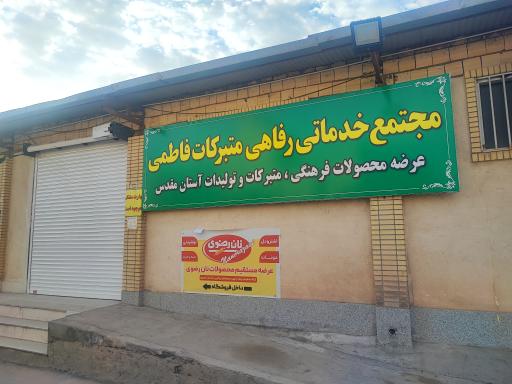 مجتمع خدماتی رفاهی متبرکات فاطمی
عرضه محصولات فرهنگی ، متبرکات و تولیدات آستان مقدس
نان رضوی
عرضه مستقیم محصولات نان رضوی
داخل فروشگاه